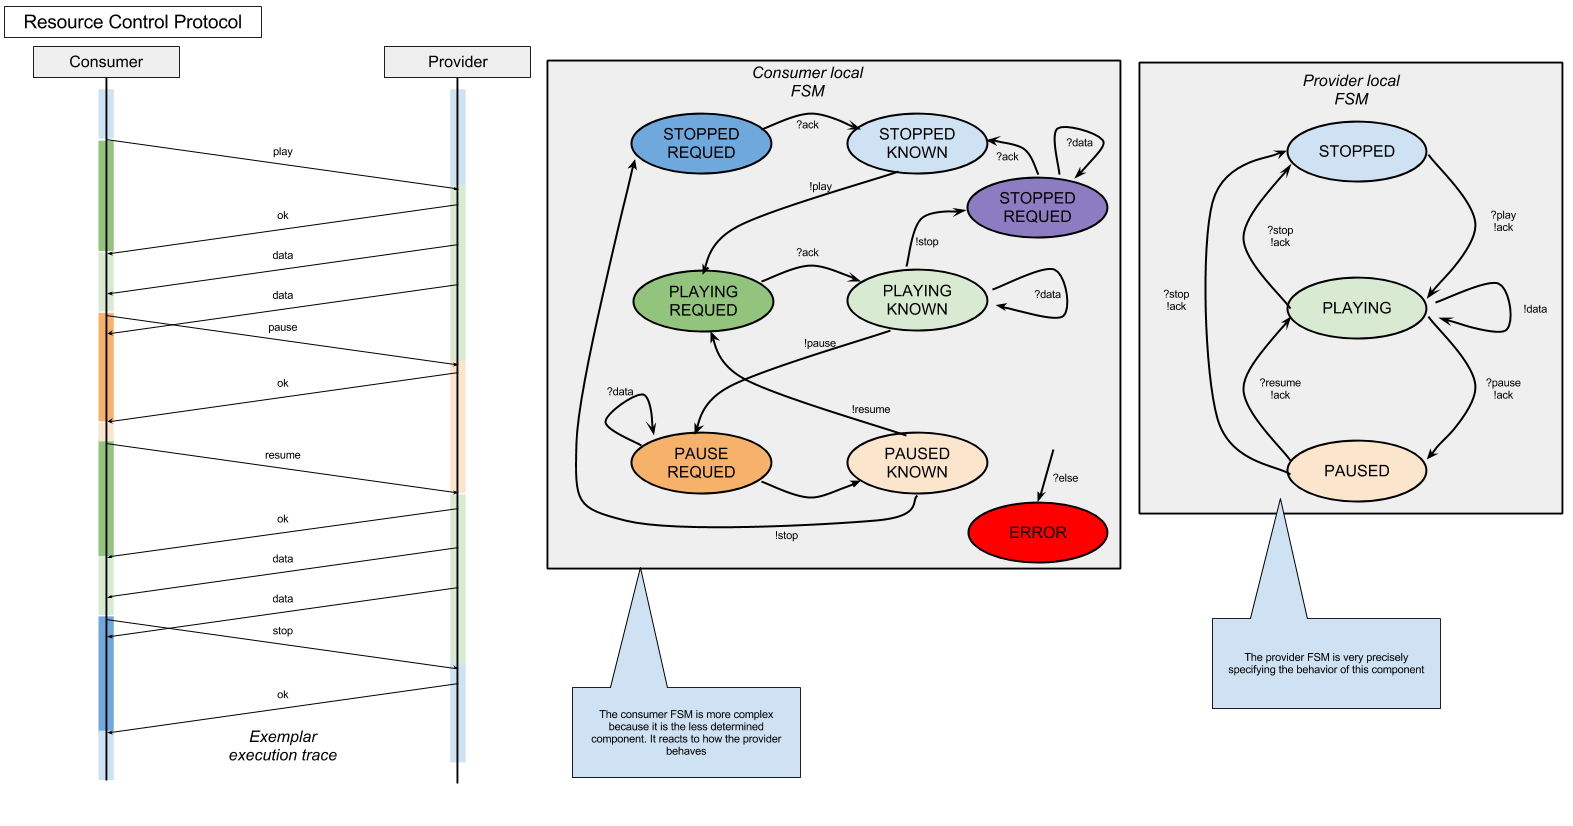 Resource Control Protocol
Consumer
Provider
play
ok
data
data
pause
ok
resume
ok
data
data
stop
ok
Exemplar
execution trace
Consumer local
FSM
STOPPED
REQUED
?ack
STOPPED
KNOWN
?ack
?data
STOPPED
REQUED
!play
!stop
PLAYING
REQUED
?ack
PLAYING
KNOWN
?data
!pause
?data
!resume
PAUSE
REQUED
PAUSED
KNOWN
?else
ERROR
!stop
The consumer FSM is more complex
because it is the less determined
component. It reacts to how the provider
behaves
Provider local
FSM
STOPPED
?play
!ack
?stop
!ack
?stop
!ack
PLAYING
!data
?resume
!ack
?pause
!ack
PAUSED
The provider FSM is very precisely
specifying the behavior of this component